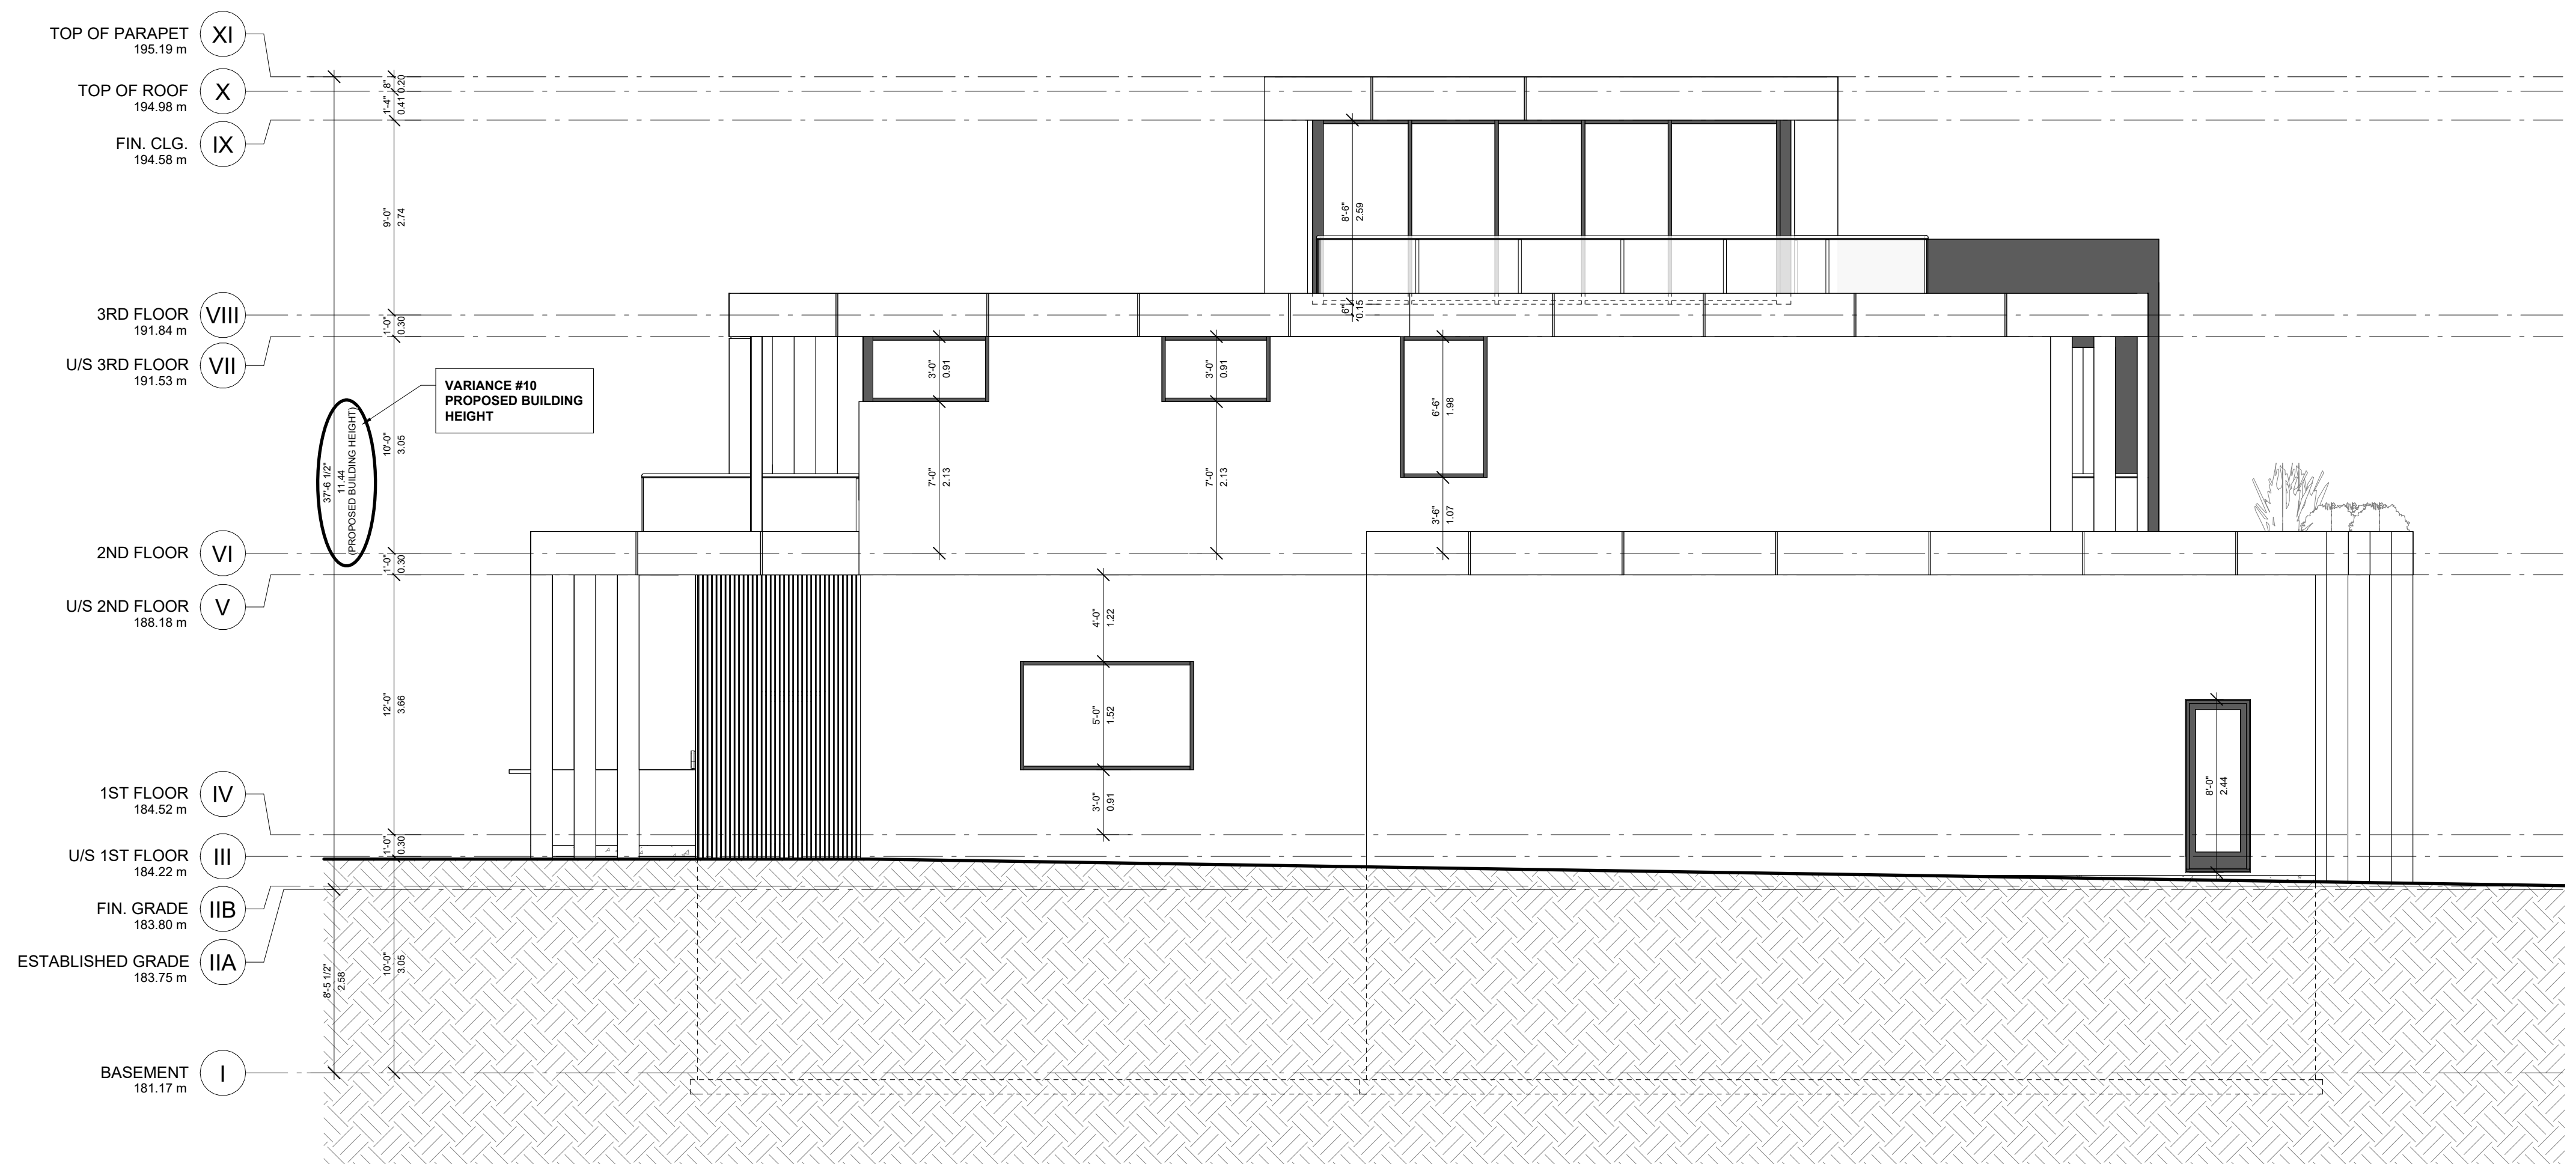 TOP OF PARAPET
195.19 m
XI
TOP OF ROOF
194.98 m
X
FIN. CLG.
194.58 m
IX
3RD FLOOR
191.84 m
VIII
U/S 3RD FLOOR
191.53 m
VII
2ND FLOOR
VI
U/S 2ND FLOOR
188.18 m
V
1ST FLOOR
184.52 m
IV
U/S 1ST FLOOR
184.22 m
III
FIN. GRADE
183.80 m
IIB
ESTABLISHED GRADE
183.75 m
IIA
BASEMENT
181.17 m
I
37'-6 1/2"
11.44
(PROPOSED BUILDING HEIGHT)
8'-5 1/2"
2.58
8"
0.20
1'-4"
0.41
9'-0"
2.74
1'-0"
0.30
10'-0"
3.05
1'-0"
0.30
12'-0"
3.66
1'-0"
0.30
10'-0"
3.05
VARIANCE #10
PROPOSED BUILDING
HEIGHT
8'-6"
2.59
6"
0.15
3'-0"
0.91
7'-0"
2.13
3'-0"
0.91
7'-0"
2.13
6'-6"
1.98
3'-6"
1.07
4'-0"
1.22
5'-0"
1.52
3'-0"
0.91
8'-0"
2.44